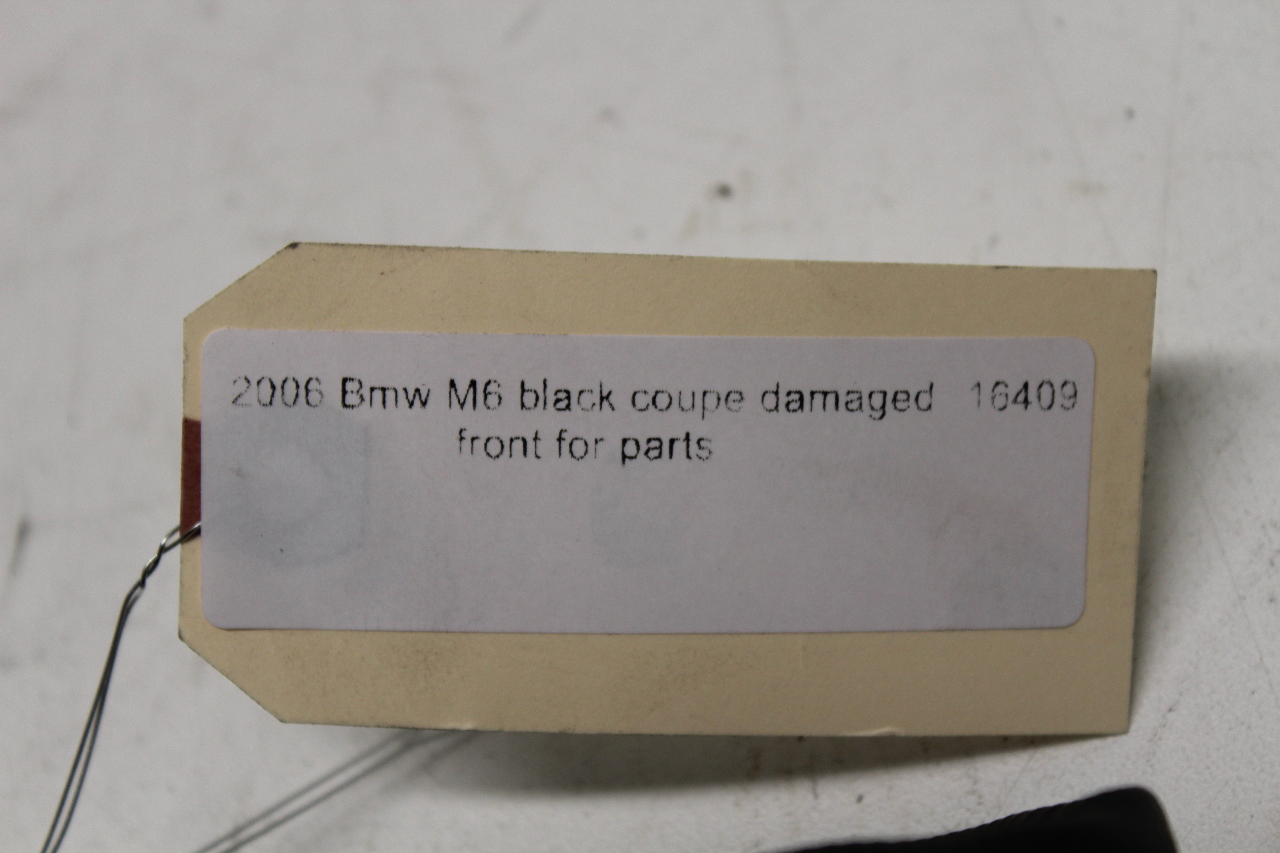 2006 Bmw M6 black coupe damaged 16409
front for parts